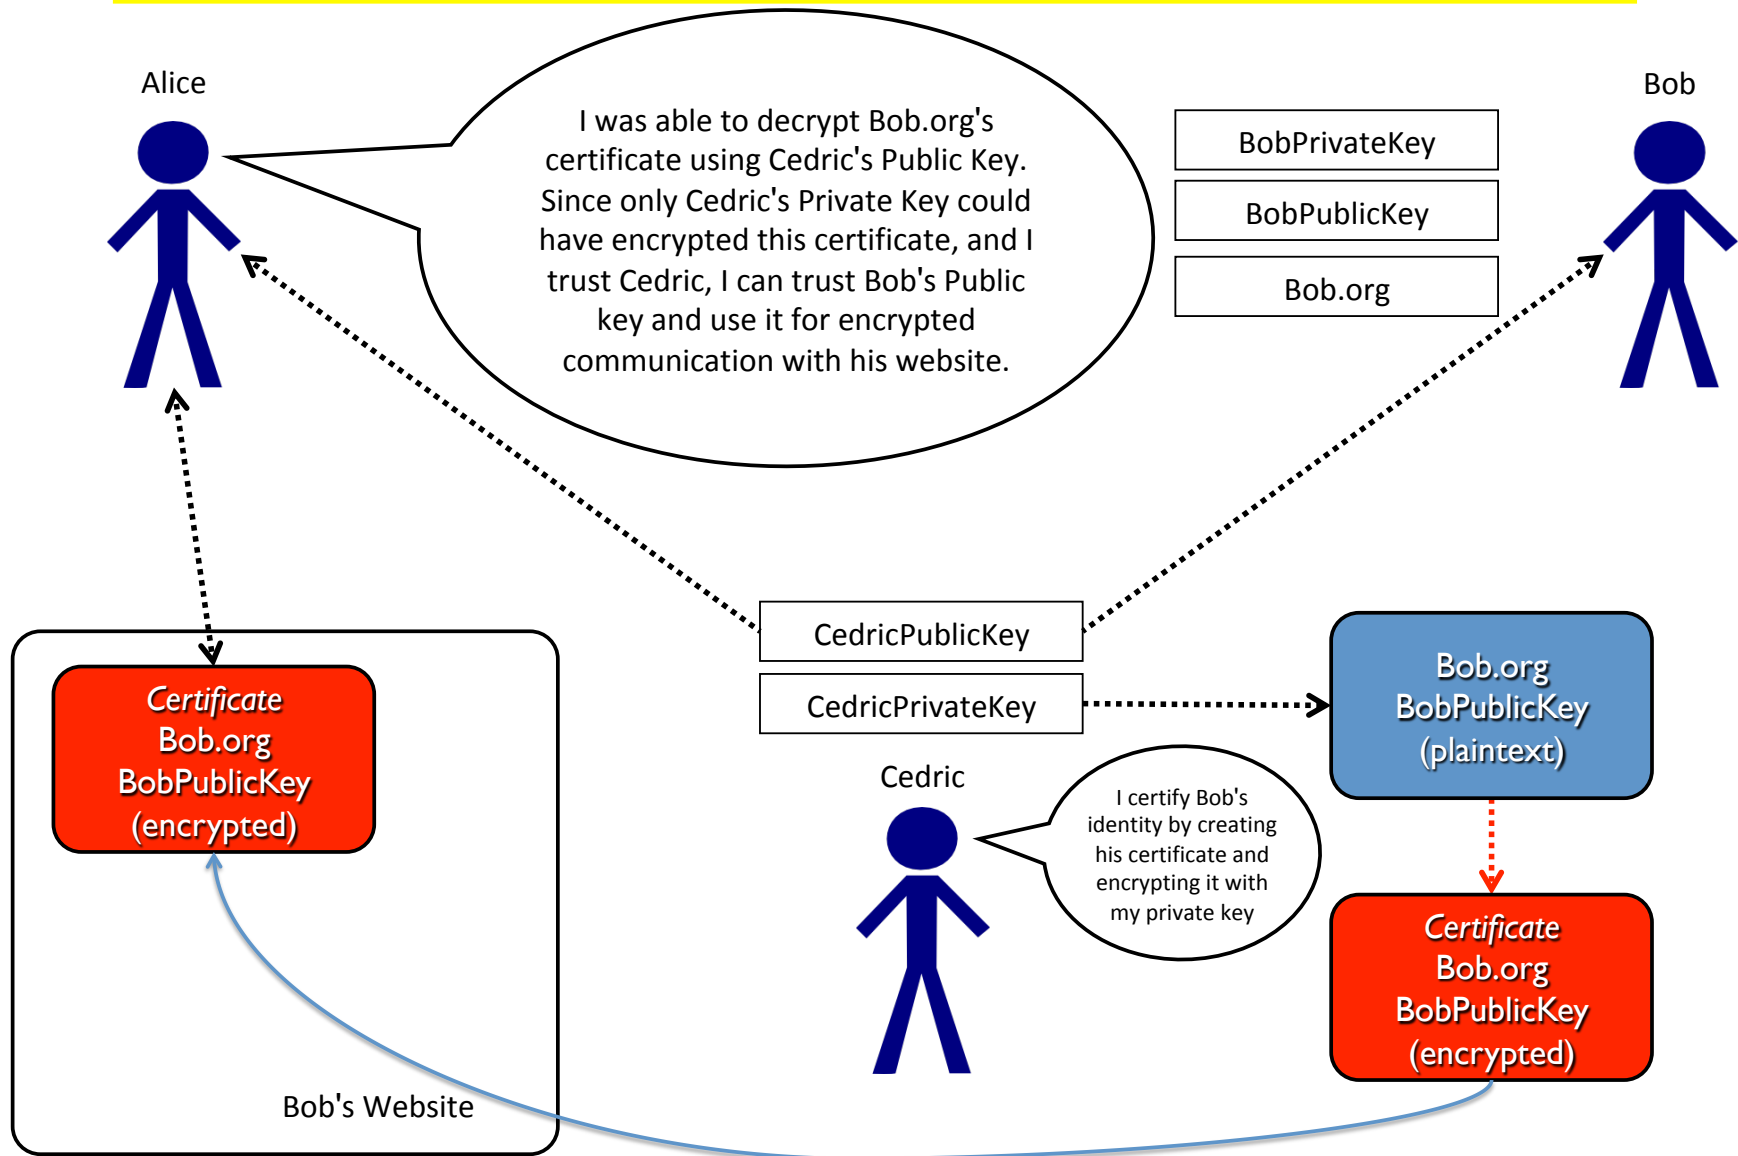 Alice
I was able to decrypt Bob.org's
certificate using Cedric's Public Key.
Since only Cedric's Private Key could
have encrypted this certificate, and I
trust Cedric, I can trust Bob's Public
key and use it for encrypted
communication with his website.
BobPrivateKey
BobPublicKey
Bob.org
Bob
CedricPublicKey
CedricPrivateKey
Bob.org
BobPublicKey
(plaintext)
Certificate
Bob.org
BobPublicKey
(encrypted)
Cedric
I certify Bob's
identity by creating
his certificate and
encrypting it with
my private key
Certificate
Bob.org
BobPublicKey
(encrypted)
Bob's Website